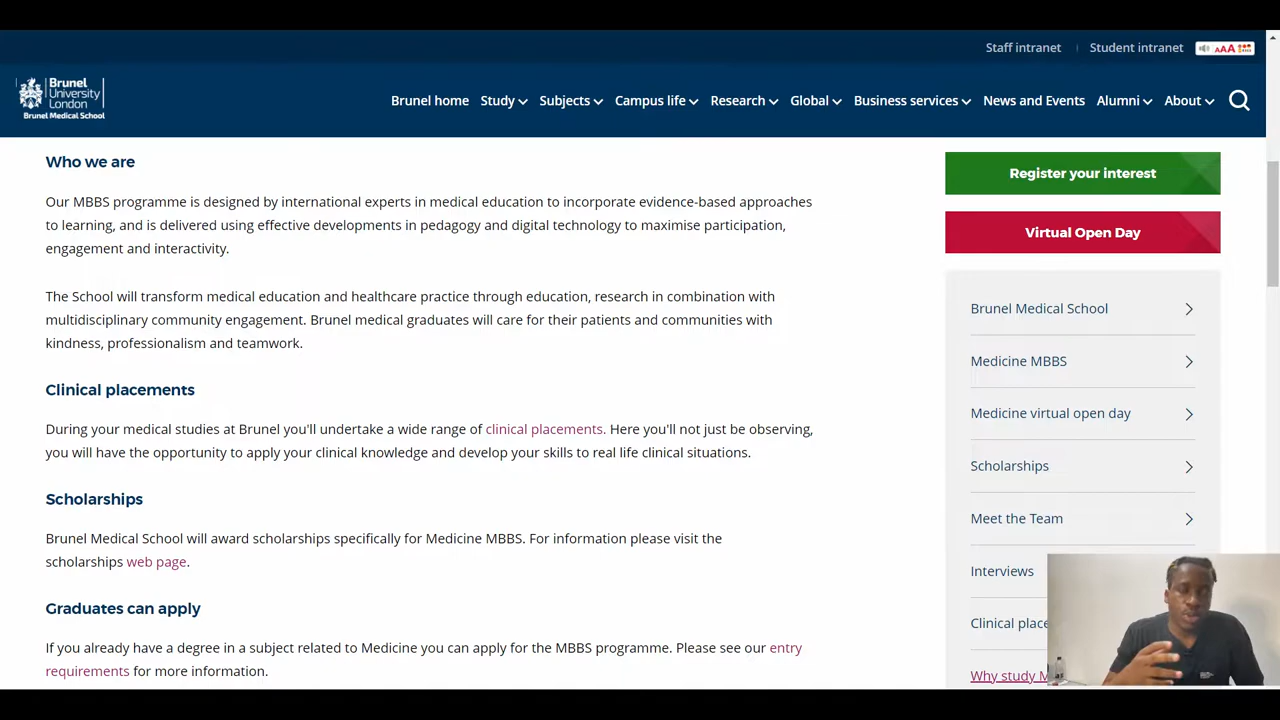 Staff intranet
Student intranet
AAA
Brunel
University
London
Brunel Medical School
Brunel home
Study
Subjects
Campus life
Research
Global
Business services
News and Events
Alumni
About
Who we are
Our MBBS programme is designed by international experts in medical education to incorporate evidence-based approaches
to learning, and is delivered using effective developments in pedagogy and digital technology to maximise participation,
engagement and interactivity.
The School will transform medical education and healthcare practice through education, research in combination with
multidisciplinary community engagement. Brunel medical graduates will care for their patients and communities with
kindness, professionalism and teamwork.
Clinical placements
During your medical studies at Brunel you'll undertake a wide range of clinical placements. Here you'll not just be observing,
you will have the opportunity to apply your clinical knowledge and develop your skills to real life clinical situations.
Scholarships
Brunel Medical School will award scholarships specifically for Medicine MBBS. For information please visit the
scholarships web page.
Graduates can apply
If you already have a degree in a subject related to Medicine you can apply for the MBBS programme. Please see our entry
requirements for more information.
Register your interest
Virtual Open Day
Brunel Medical School
Medicine MBBS
Medicine virtual open day
Scholarships
Meet the Team
Interviews
Clinical place
Why study M